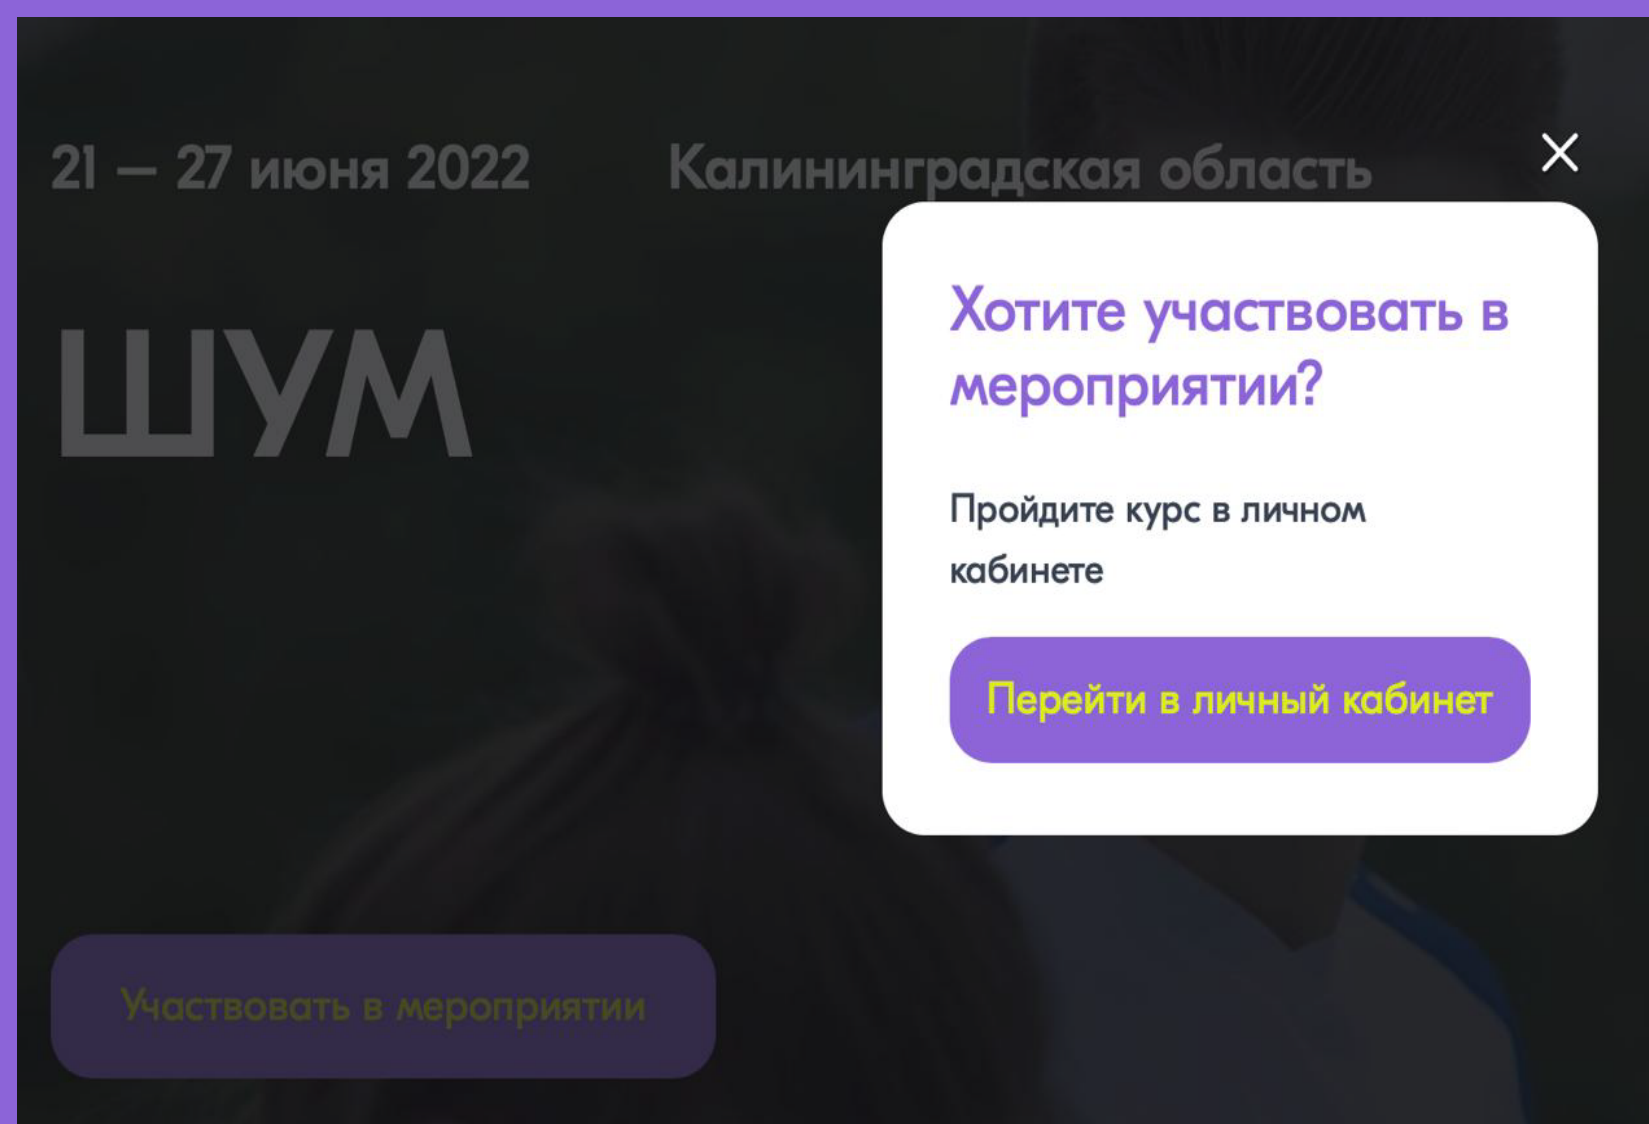 21 — 27 июня 2022 Калининградская область
ШУМ
Хотите участвовать в
мероприятии?
Пройдите курс в личном
кабинете
Перейти в личный кабинет
Участвовать в мероприятии